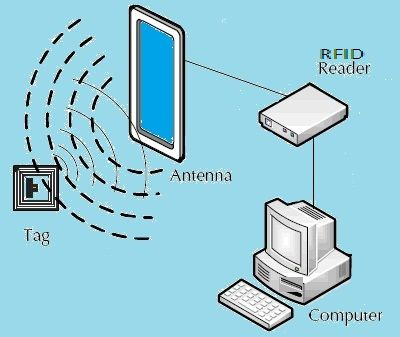 RFID
Reader
Antenna
Tag
Computer